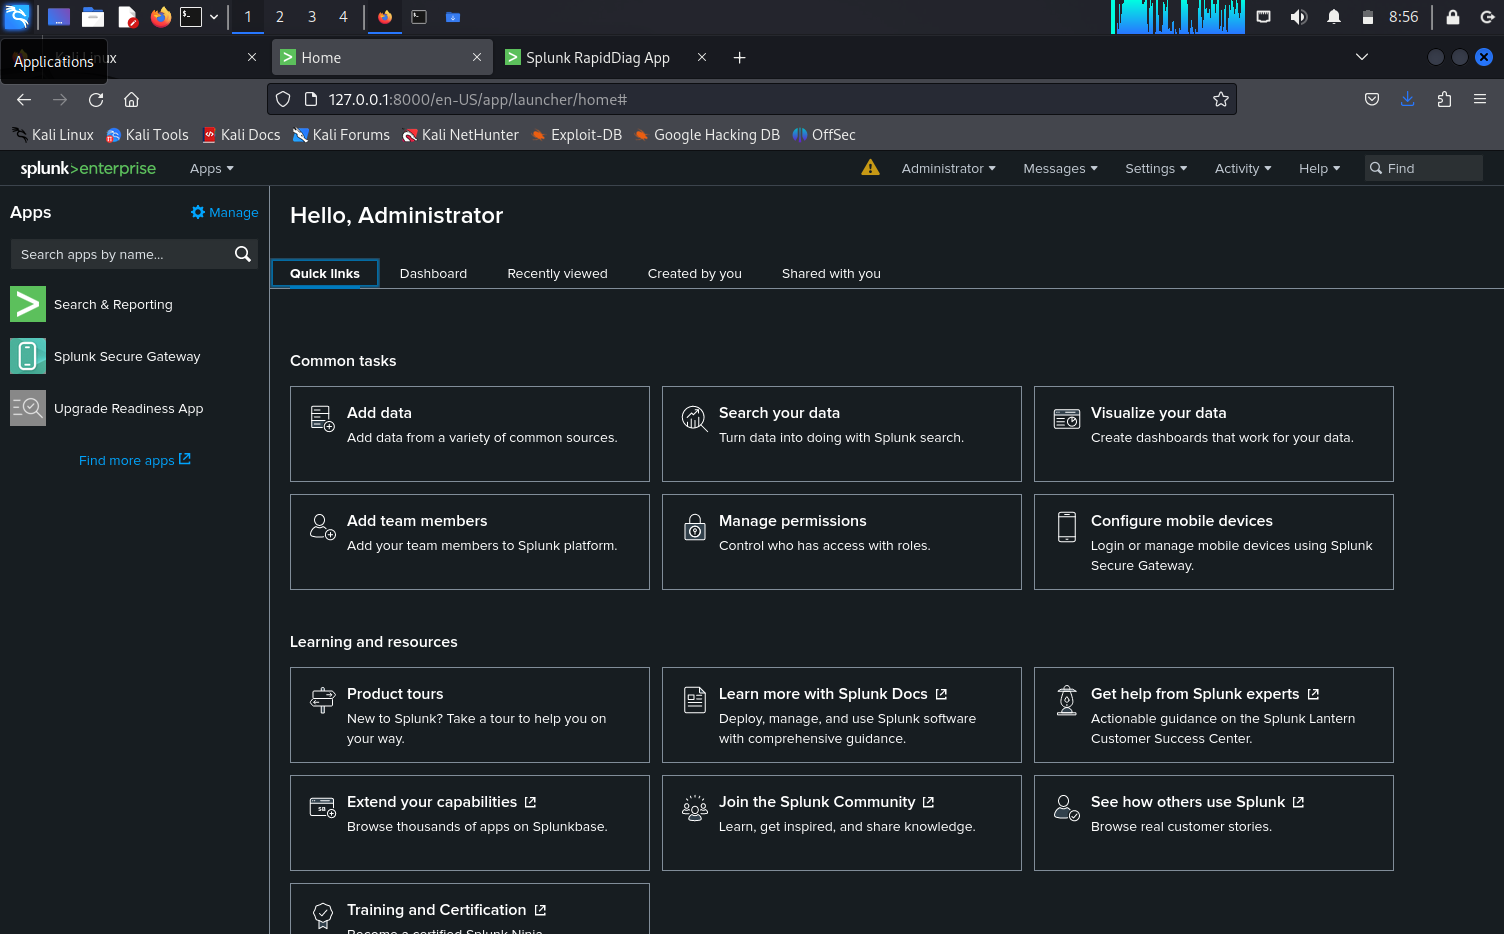 1
2
3
4
8:56
Applications
Kali Linux
Home
Splunk RapidDiag App
127.0.0.1:8000/en-US/app/launcher/home#
Kali Linux
Kali Tools
Kali Docs
Kali Forums
Kali NetHunter
Exploit-DB
Google Hacking DB
OffSec
splunk>enterprise
Apps
Administrator
Messages
Settings
Activity
Help
Find
Apps
Manage
Search apps by name...
Search & Reporting
Splunk Secure Gateway
Upgrade Readiness App
Find more apps
Hello, Administrator
Quick links
Dashboard
Recently viewed
Created by you
Shared with you
Common tasks
Add data
Add data from a variety of common sources.
Search your data
Turn data into doing with Splunk search.
Visualize your data
Create dashboards that work for your data.
Add team members
Add your team members to Splunk platform.
Manage permissions
Control who has access with roles.
Configure mobile devices
Login or manage mobile devices using Splunk
Secure Gateway.
Learning and resources
Product tours
New to Splunk? Take a tour to help you on
your way.
Learn more with Splunk Docs
Deploy, manage, and use Splunk software
with comprehensive guidance.
Get help from Splunk experts
Actionable guidance on the Splunk Lantern
Customer Success Center.
Extend your capabilities
Browse thousands of apps on Splunkbase.
Join the Splunk Community
Learn, get inspired, and share knowledge.
See how others use Splunk
Browse real customer stories.
Training and Certification
Become a certified Splunk Ninja.